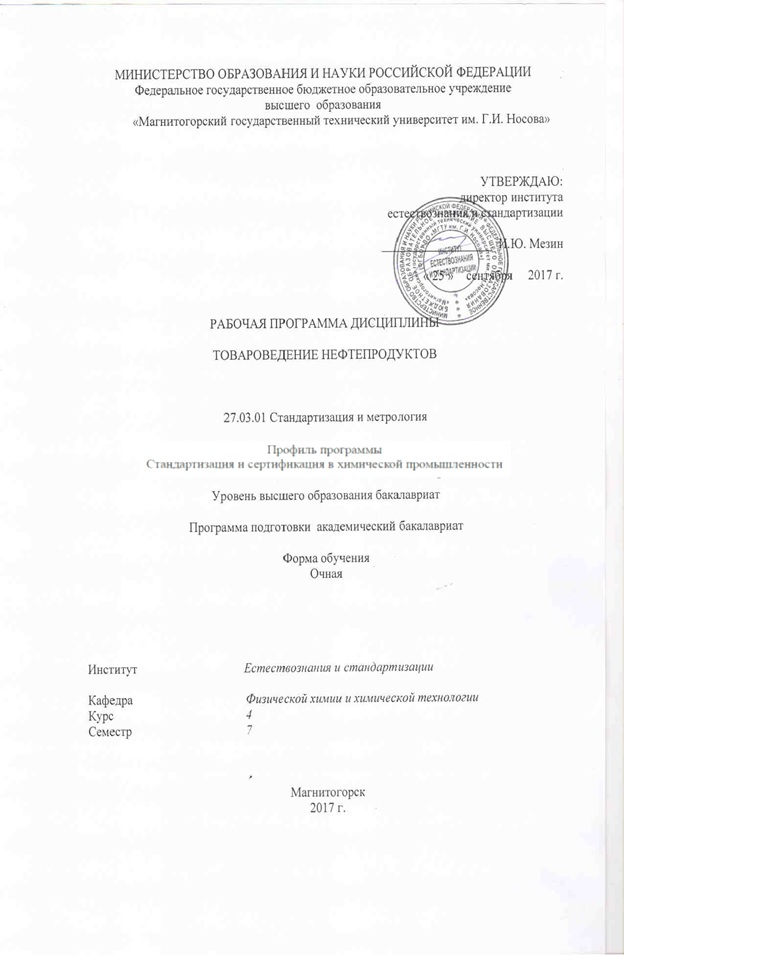 МИНИСТЕРСТВО ОБРАЗОВАНИЯ И НАУКИ РОССИЙСКОЙ ФЕДЕРАЦИИ
Федеральное государственное бюджетное образовательное учреждение
высшего образования
«Магнитогорский государственный технический университет им. Г.И. Носова»
УТВЕРЖДАЮ:
директор института
естествознания и стандартизации
И.Ю. Мезин
«25» сентября 2017 г.
ИНСТИТУТ
ЕСТЕСТВОЗНАНИЯ
И СТАНДАРТИЗАЦИИ
РАБОЧАЯ ПРОГРАММА ДИСЦИПЛИНЫ
ТОВАРОВЕДЕНИЕ НЕФТЕПРОДУКТОВ
27.03.01 Стандартизация и метрология
Профиль программы
Стандартизация и сертификация в химической промышленности
Уровень высшего образования бакалавриат
Программа подготовки академический бакалавриат
Форма обучения
Очная
Институт Естествознания и стандартизации
Кафедра Физической химии и химической технологии
Курс 4
Семестр 7
Магнитогорск
2017 г.